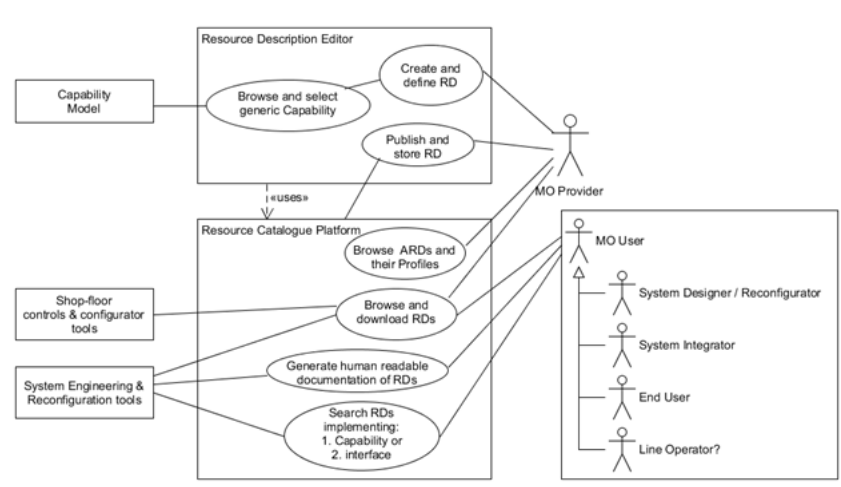 Resource Description Editor
Capability
Model
Browse and select
generic Capability
Create and
define RD
Publish and
store RD
MO Provider
«uses»
Resource Catalogue Platform
Browse ARDs and
their Profiles
MO User
Shop-floor
controls & configurator
tools
Browse and
download RDs
System Designer / Reconfigurator
System Integrator
System Engineering &
Reconfiguration tools
Generate human readable
documentation of RDs
End User
Search RDs
implementing:
1. Capability or
2. interface
Line Operator?